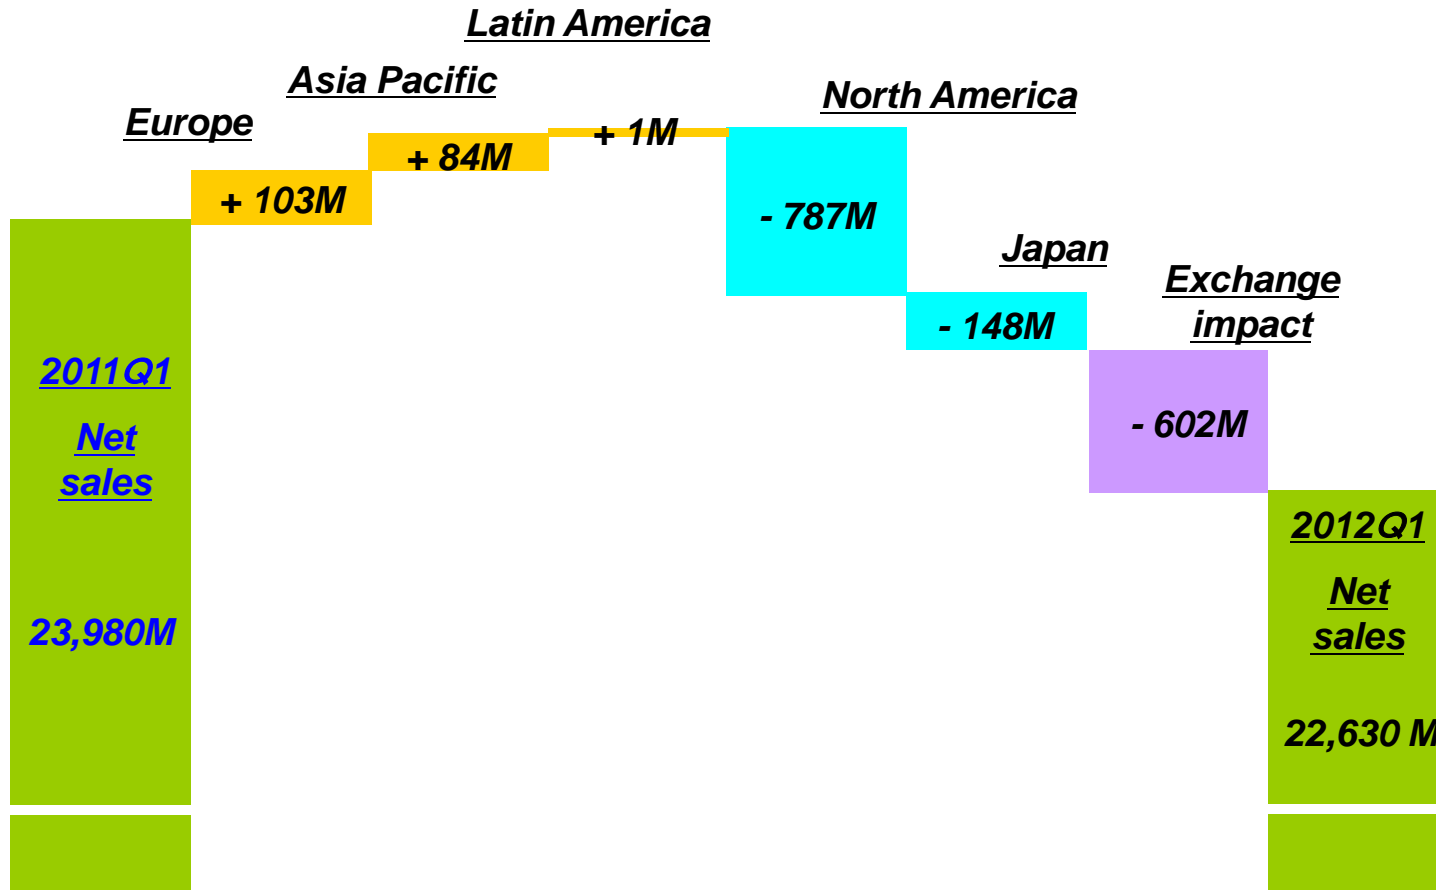 Latin America
Asia Pacific
North America
Europe
+ 1M
+ 84M
+ 103M
- 787M
Japan
Exchange
impact
- 148M
2011Q1
Net
sales
- 602M
2012Q1
Net
sales
23,980M
22,630 M